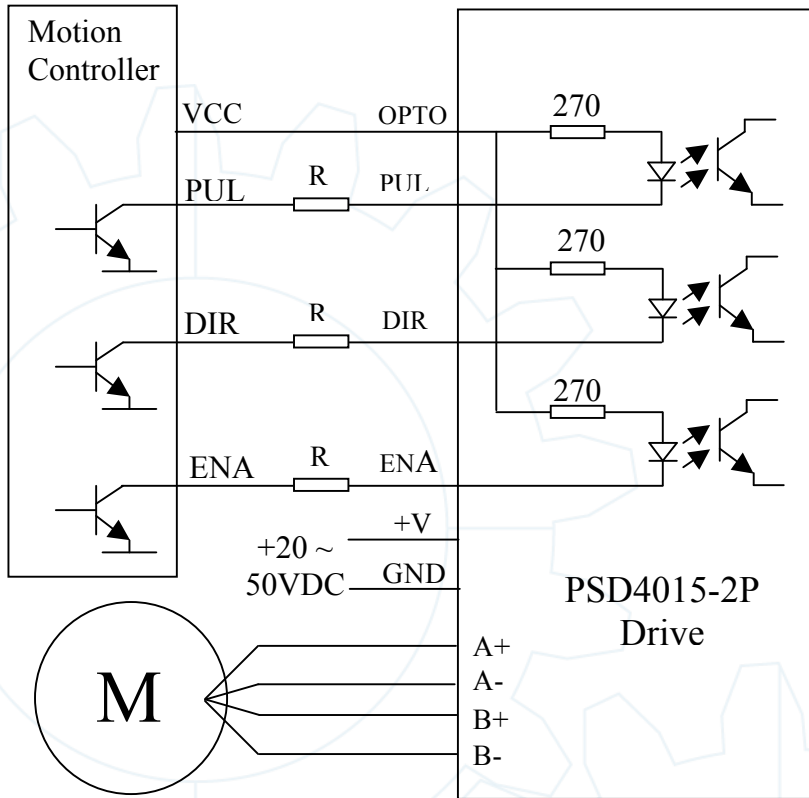 Motion
Controller
VCC
OPTO
270
PUL
R
PUL
270
DIR
R
DIR
270
ENA
R
ENA
+V
+20 ~
50VDC
GND
PSD4015-2P
Drive
M
A+
A-
B+
B-